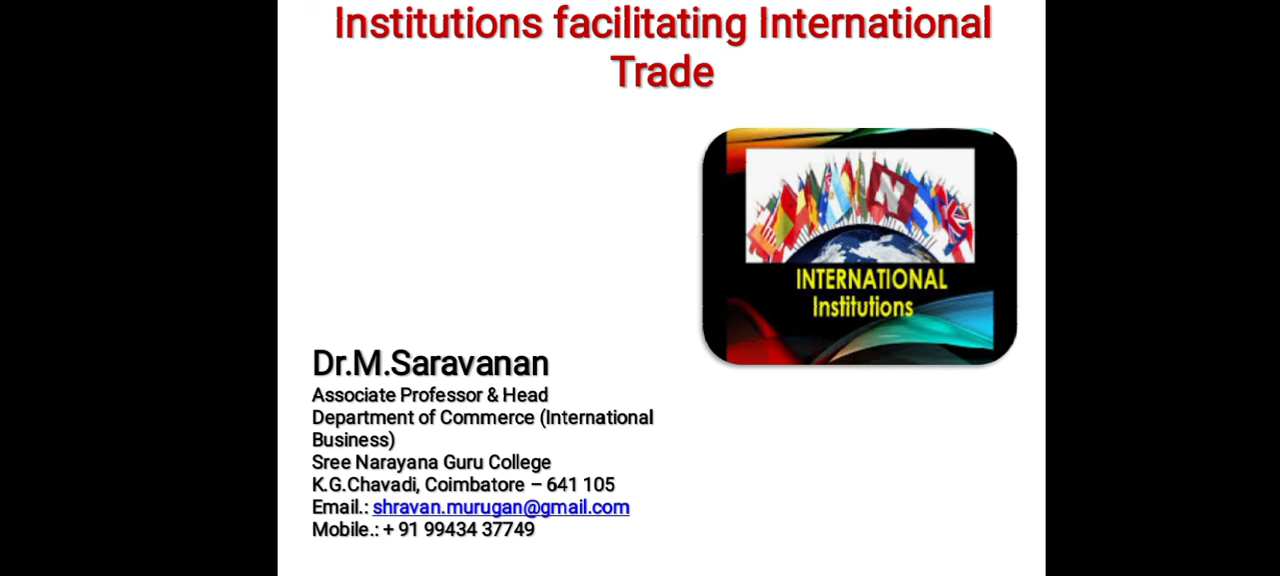 Institutions facilitating International
Trade
INTERNATIONAL
Institutions
Dr.M.Saravanan
Associate Professor & Head
Department of Commerce (International
Business)
Sree Narayana Guru College
K.G.Chavadi, Coimbatore – 641 105
Email.: shravan.murugan@gmail.com
Mobile.: + 91 99434 37749